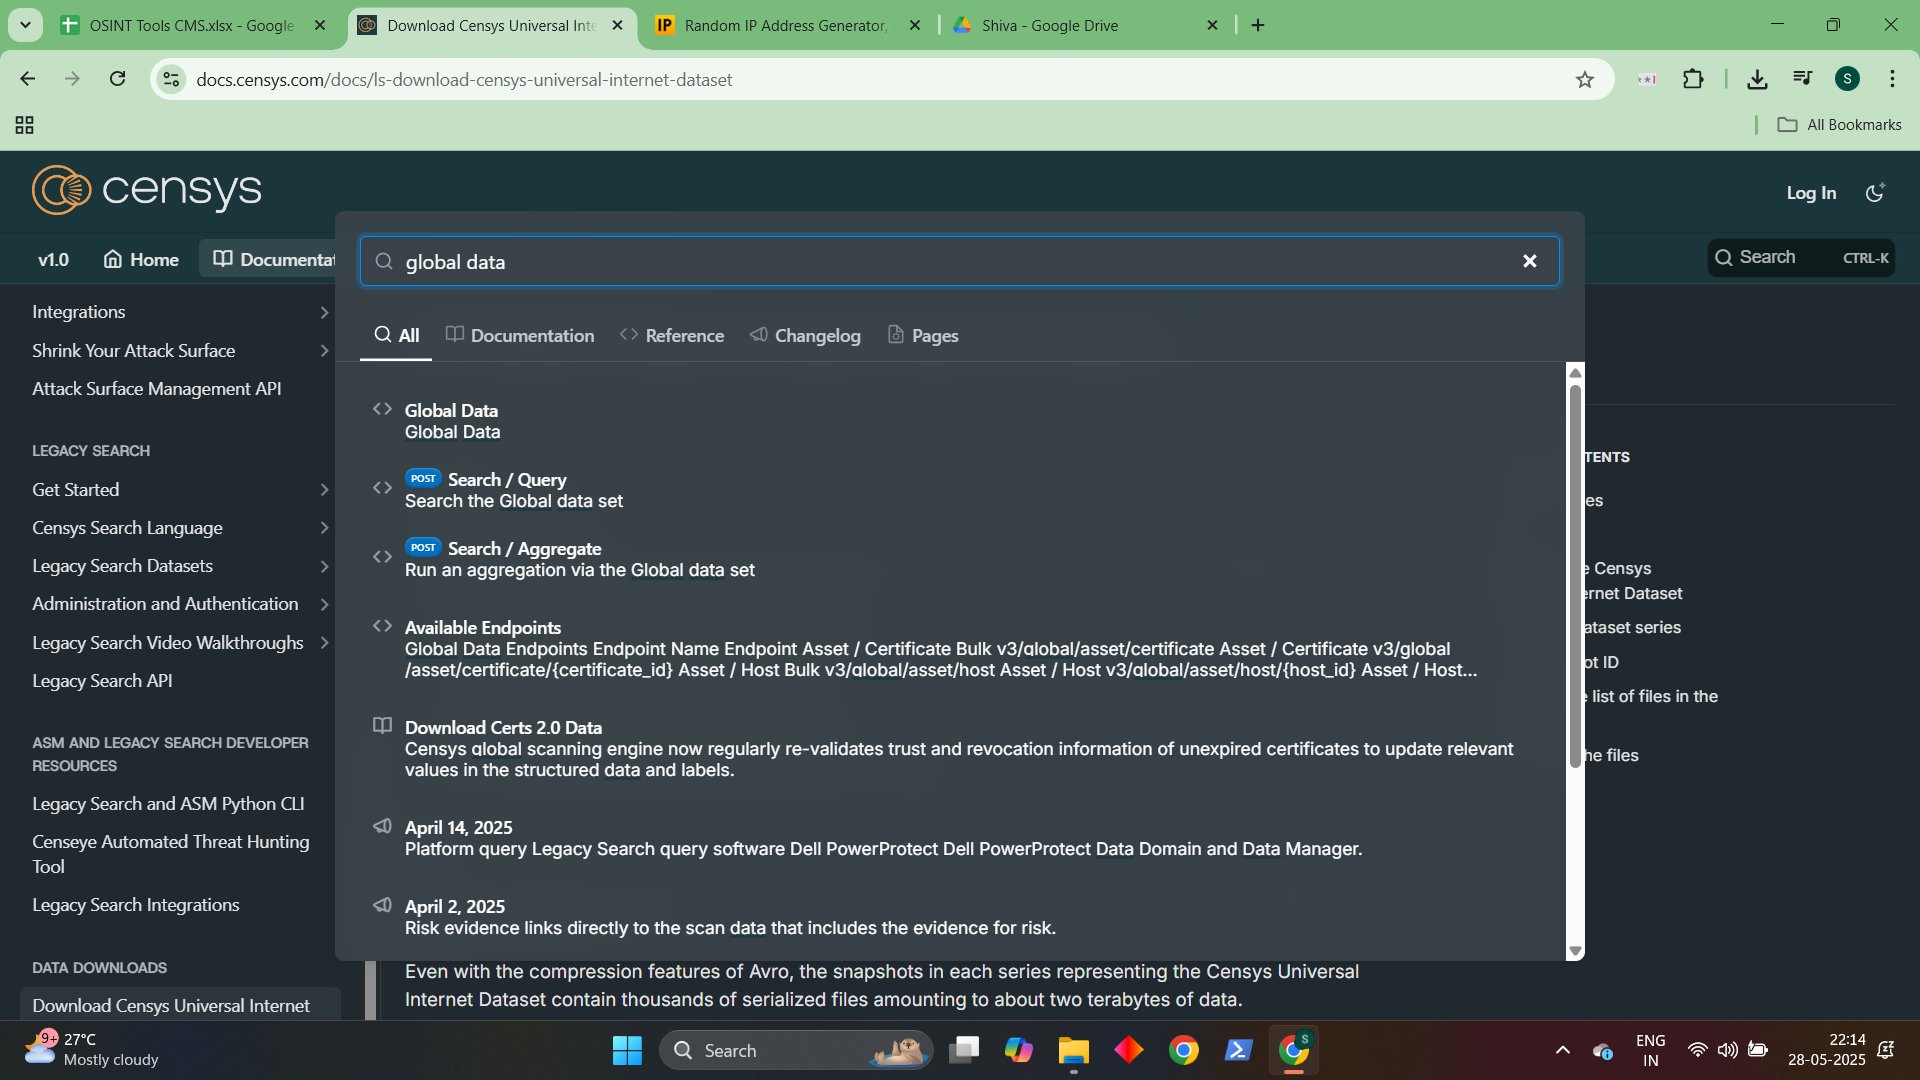 OSINT Tools CMS.xlsx - Google
Download Censys Universal Inte
IP
Random IP Address Generator,
Shiva - Google Drive
docs.censys.com/docs/ls-download-censys-universal-internet-dataset
S
All Bookmarks
censys
Log In
v1.0
Home
Documentat
Search
CTRL-K
global data
All
Documentation
Reference
Changelog
Pages
Integrations
Shrink Your Attack Surface
Attack Surface Management API
LEGACY SEARCH
Get Started
Censys Search Language
Legacy Search Datasets
Administration and Authentication
Legacy Search Video Walkthroughs
Legacy Search API
ASM AND LEGACY SEARCH DEVELOPER
RESOURCES
Legacy Search and ASM Python CLI
Censeye Automated Threat Hunting
Tool
Legacy Search Integrations
DATA DOWNLOADS
Download Censys Universal Internet
Global Data
Global Data
POST Search / Query
Search the Global data set
POST Search / Aggregate
Run an aggregation via the Global data set
Available Endpoints
Global Data Endpoints Endpoint Name Endpoint Asset / Certificate Bulk v3/global/asset/certificate Asset / Certificate v3/global
/asset/certificate/{certificate_id} Asset / Host Bulk v3/global/asset/host Asset / Host v3/global/asset/host/{host_id} Asset / Host...
Download Certs 2.0 Data
Censys global scanning engine now regularly re-validates trust and revocation information of unexpired certificates to update relevant
values in the structured data and labels.
April 14, 2025
Platform query Legacy Search query software Dell PowerProtect Dell PowerProtect Data Domain and Data Manager.
April 2, 2025
Risk evidence links directly to the scan data that includes the evidence for risk.
TENTS
es
e Censys
ernet Dataset
ataset series
ot ID
e list of files in the
he files
Even with the compression features of Avro, the snapshots in each series representing the Censys Universal
Internet Dataset contain thousands of serialized files amounting to about two terabytes of data.
9+
27°C
Mostly cloudy
Search
S
ENG
IN
22:14
28-05-2025